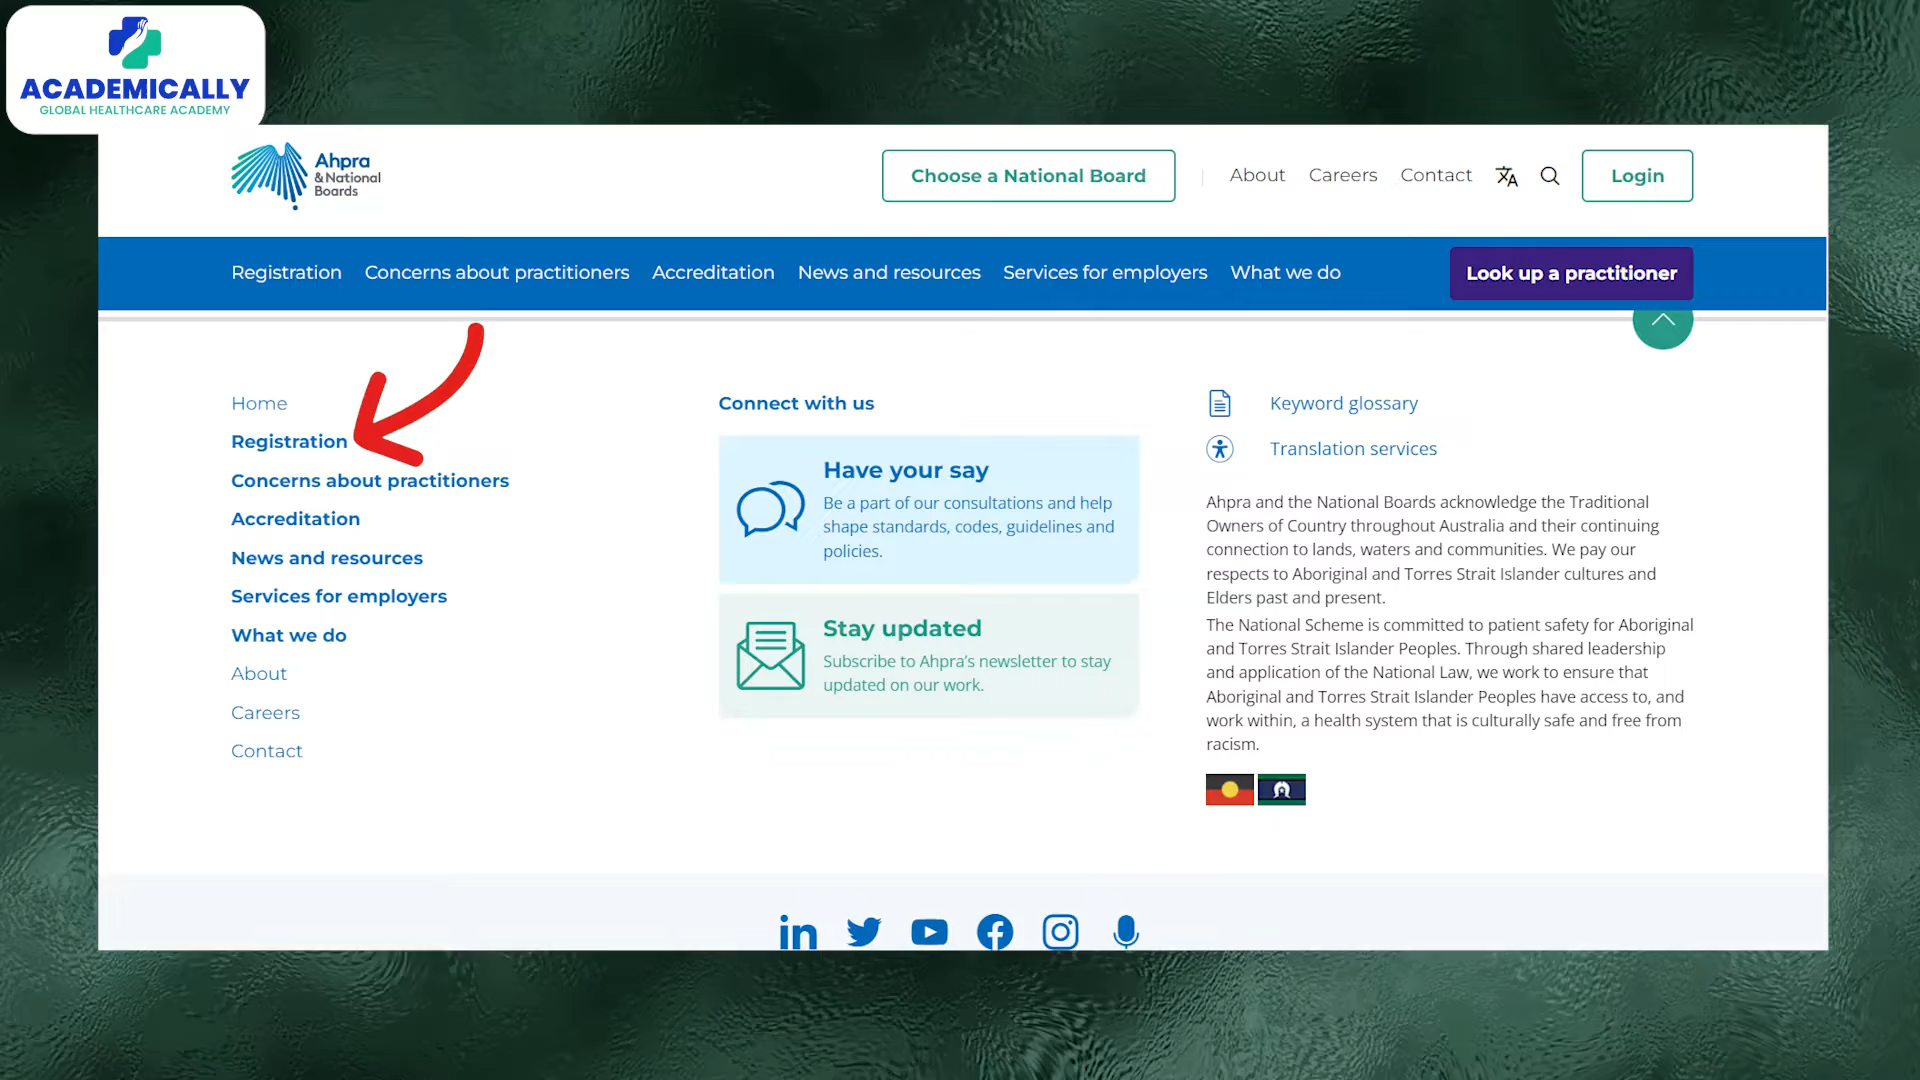 ACADEMICALLY
GLOBAL HEALTHCARE ACADEMY
Ahpra
& National
Boards
Choose a National Board
About
Careers
Contact
Login
Registration
Concerns about practitioners
Accreditation
News and resources
Services for employers
What we do
Look up a practitioner
Home
Registration
Concerns about practitioners
Accreditation
News and resources
Services for employers
What we do
About
Careers
Contact
Connect with us
Have your say
Be a part of our consultations and help
shape standards, codes, guidelines and
policies.
Stay updated
Subscribe to Ahpra's newsletter to stay
updated on our work.
Keyword glossary
Translation services
Ahpra and the National Boards acknowledge the Traditional
Owners of Country throughout Australia and their continuing
connection to lands, waters and communities. We pay our
respects to Aboriginal and Torres Strait Islander cultures and
Elders past and present.
The National Scheme is committed to patient safety for Aboriginal
and Torres Strait Islander Peoples. Through shared leadership
and application of the National Law, we work to ensure that
Aboriginal and Torres Strait Islander Peoples have access to, and
work within, a health system that is culturally safe and free from
racism.